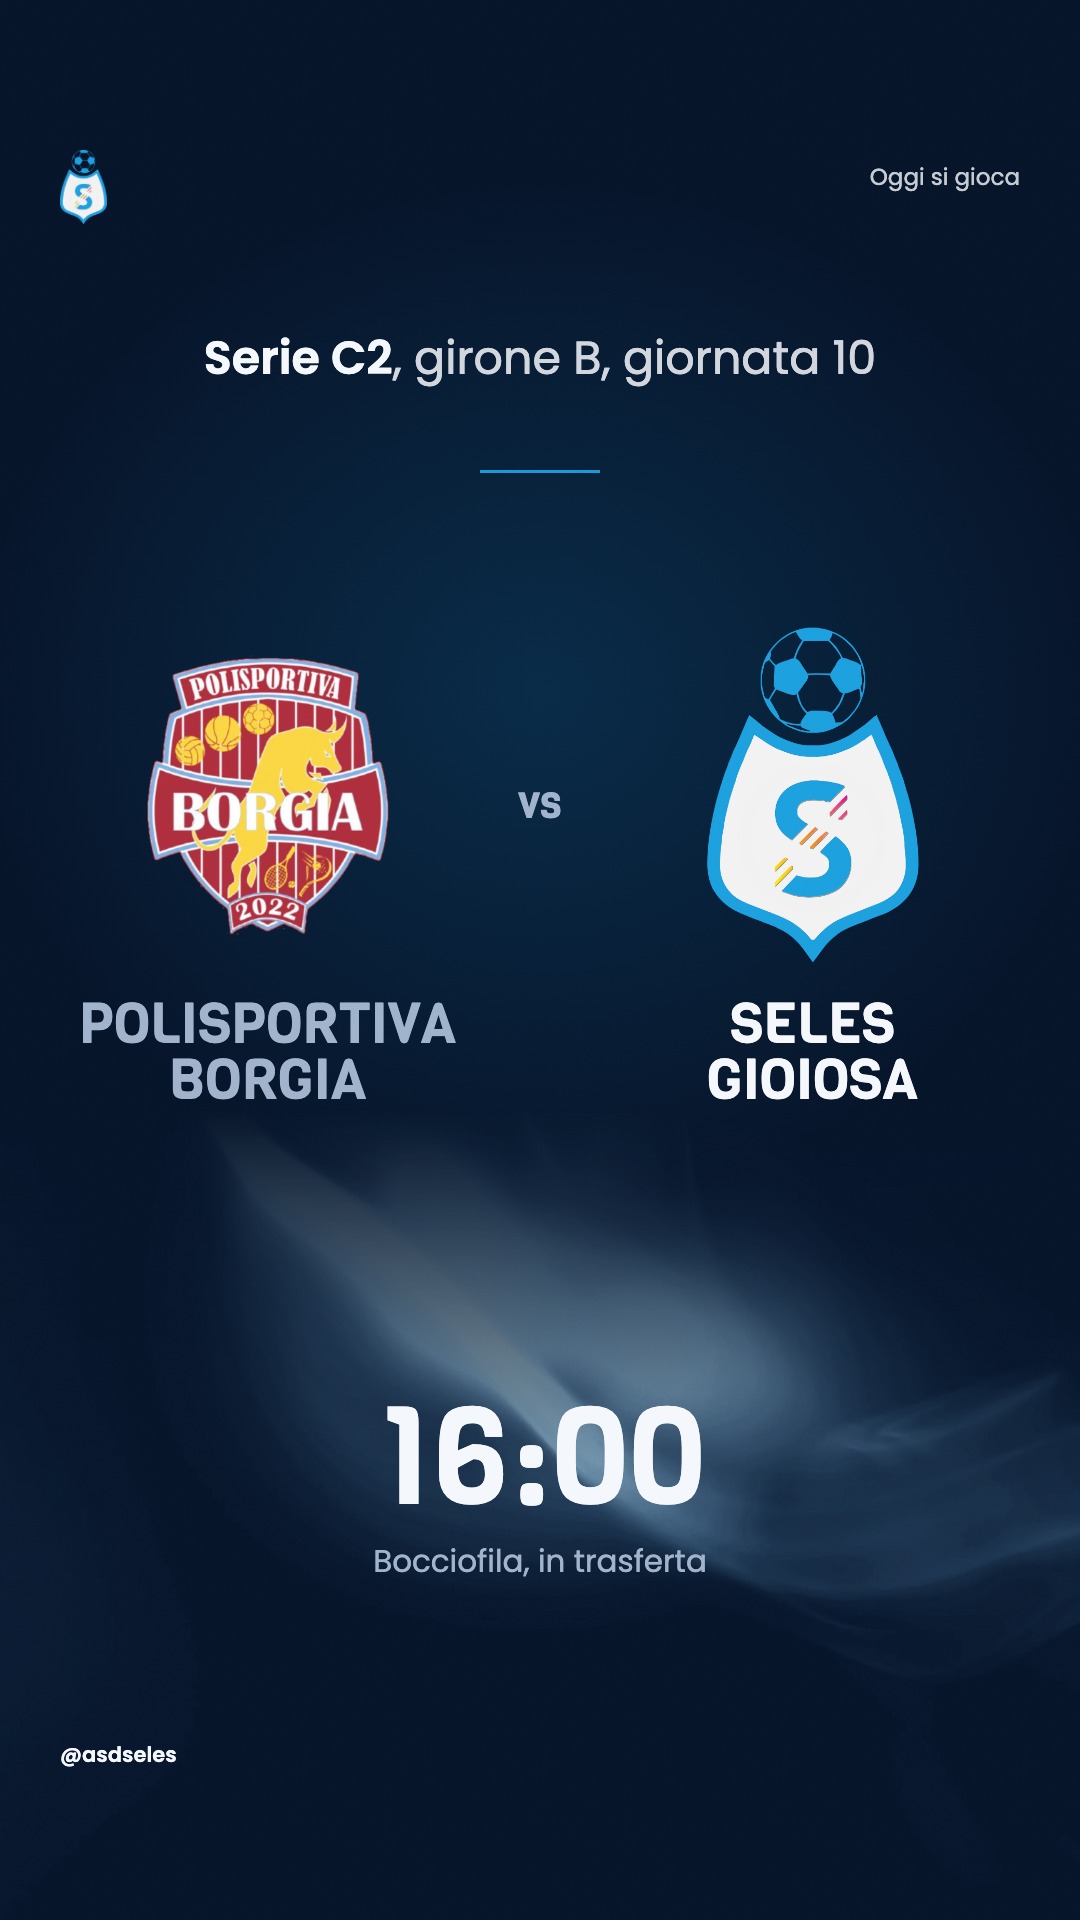 S
Oggi si gioca
Serie C2, girone B, giornata 10
POLISPORTIVA
BORGIA
2022
VS
S
POLISPORTIVA
BORGIA
SELES
GIOIOSA
16:00
Bocciofila, in trasferta
@asdseles